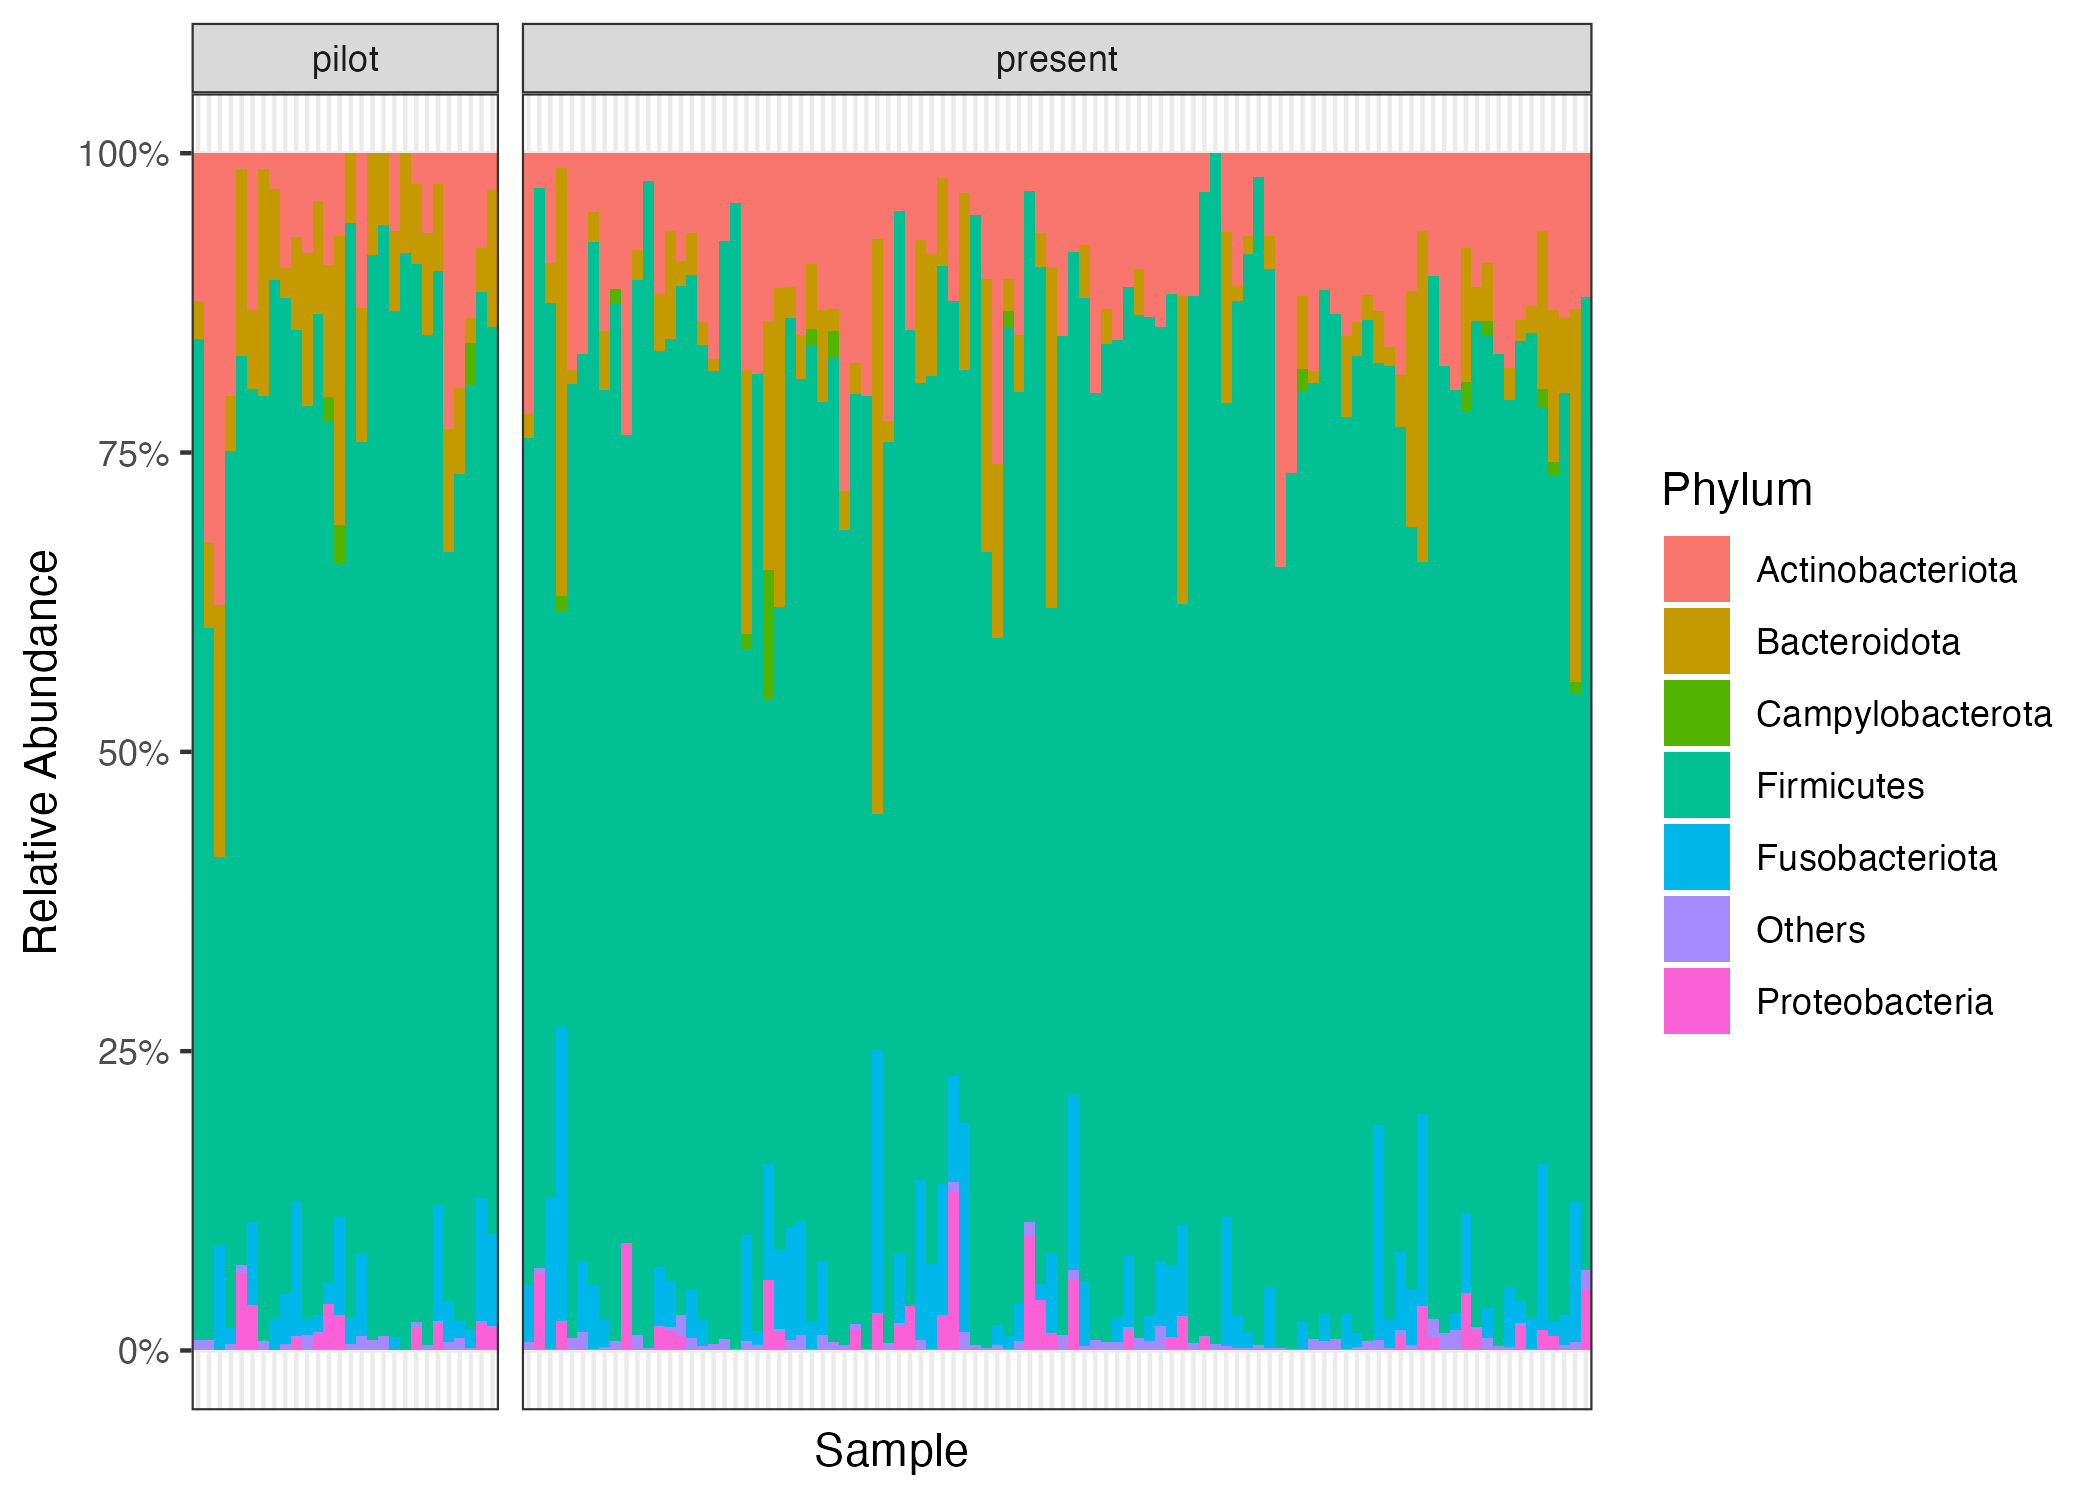 pilot
present
100%
75%
50%
25%
0%
Relative Abundance
Sample
Phylum
Actinobacteriota
Bacteroidota
Campylobacterota
Firmicutes
Fusobacteriota
Others
Proteobacteria